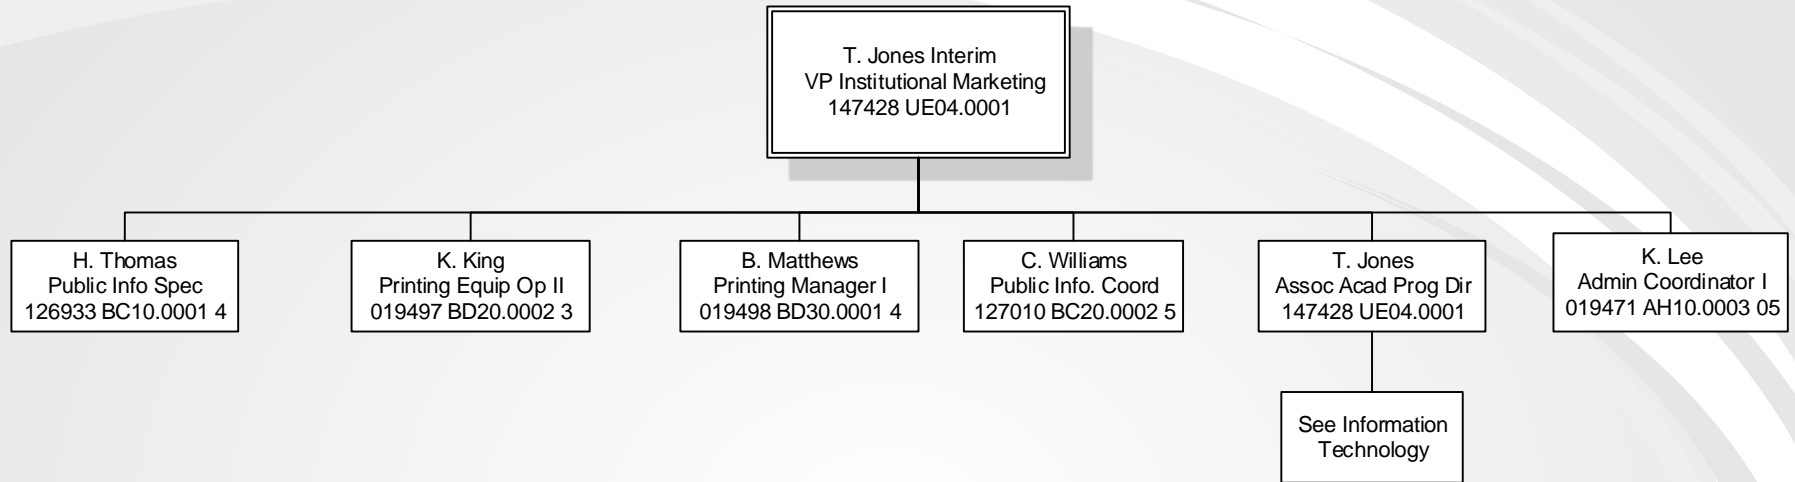 T. Jones Interim
VP Institutional Marketing
147428 UE04.0001
H. Thomas
Public Info Spec
126933 BC10.0001 4
K. King
Printing Equip Op II
019497 BD20.0002 3
B. Matthews
Printing Manager I
019498 BD30.0001 4
C. Williams
Public Info. Coord
127010 BC20.0002 5
T. Jones
Assoc Acad Prog Dir
147428 UE04.0001
K. Lee
Admin Coordinator I
019471 AH10.0003 05
See Information
Technology